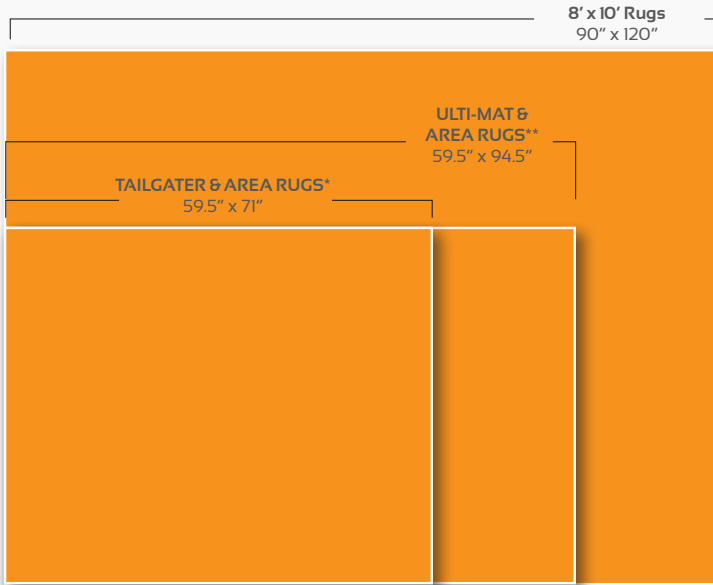 8' x 10' Rugs
90” x 120”
ULTI-MAT &
AREA RUGS**
59.5” x 94.5”
TAILGATER & AREA RUGS*
59.5” x 71”